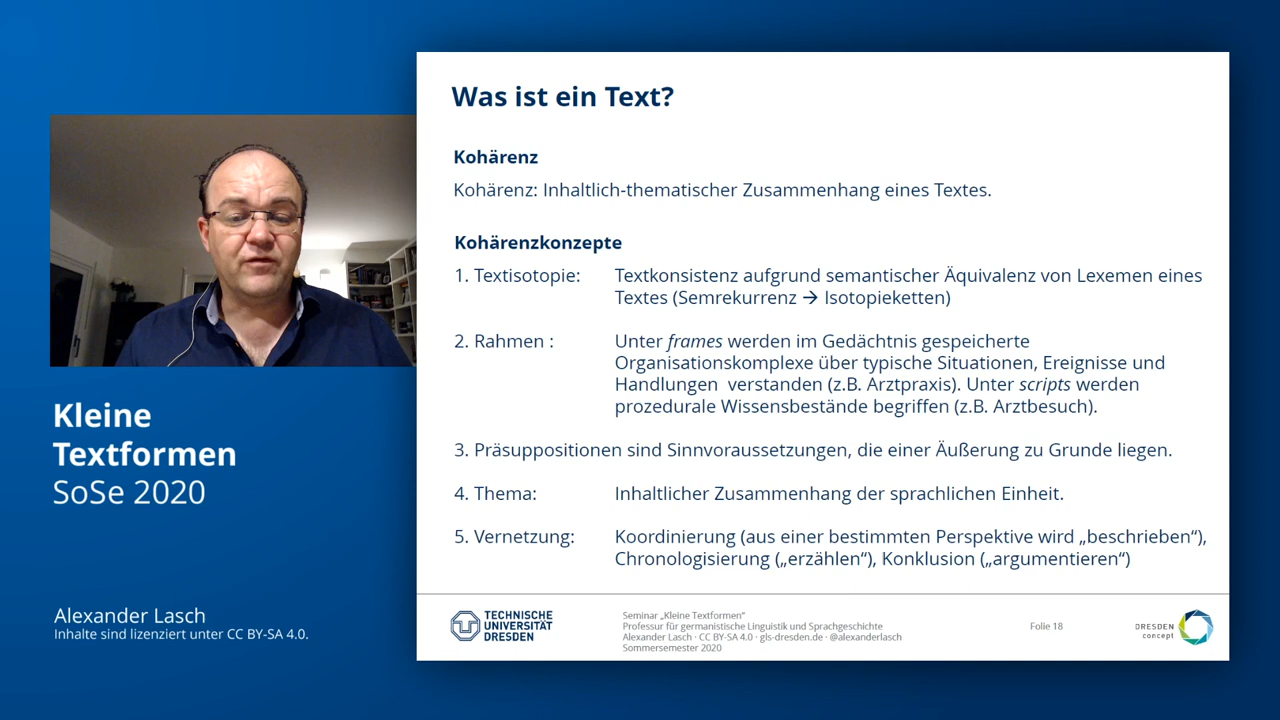 Was ist ein Text?
Kohärenz
Kohärenz: Inhaltlich-thematischer Zusammenhang eines Textes.
Kohärenzkonzepte
1. Textisotopie: Textkonsistenz aufgrund semantischer Äquivalenz von Lexemen eines
Textes (Semrekurrenz → Isotopieketten)
2. Rahmen : Unter frames werden im Gedächtnis gespeicherte
Organisationskomplexe über typische Situationen, Ereignisse und
Handlungen verstanden (z.B. Arztpraxis). Unter scripts werden
prozedurale Wissensbestände begriffen (z.B. Arztbesuch).
3. Präsuppositionen sind Sinnvoraussetzungen, die einer Äußerung zu Grunde liegen.
4. Thema: Inhaltlicher Zusammenhang der sprachlichen Einheit.
5. Vernetzung: Koordinierung (aus einer bestimmten Perspektive wird „beschrieben“),
Chronologisierung („erzählen“), Konklusion („argumentieren“)
Kleine
Textformen
SoSe 2020
Alexander Lasch
Inhalte sind lizenziert unter CC BY-SA 4.0.
TECHNISCHE
UNIVERSITÄT
DRESDEN
Seminar „Kleine Textformen“
Professur für germanistische Linguistik und Sprachgeschichte
Alexander Lasch · CC BY-SA 4.0 · gls-dresden.de · @alexanderlasch
Sommersemester 2020
Folie 18
DRESDEN
concept